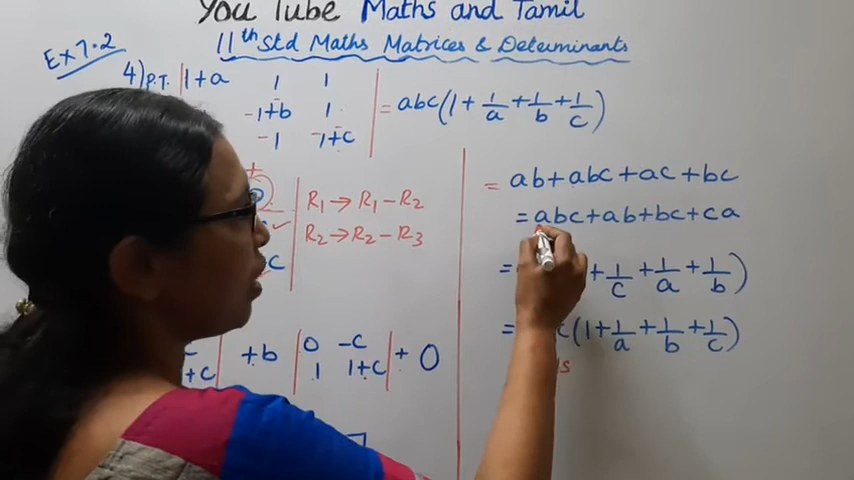 You Tube Maths and Tamil
11th Std Maths Matrices & Determinants
Ex 7.2
4) P.T. |1+a 1 1|
-1+b 1 = abc(1 + 1/a + 1/b + 1/c)
-1 -1+c
R1 → R1 - R2
R2 → R2 - R3
+b |0 -c| + 0
|1 1+c|
+c
= ab + abc + ac + bc
= abc + ab + bc + ca
= + 1/c + 1/a + 1/b)
= c(1 + 1/a + 1/b + 1/c)